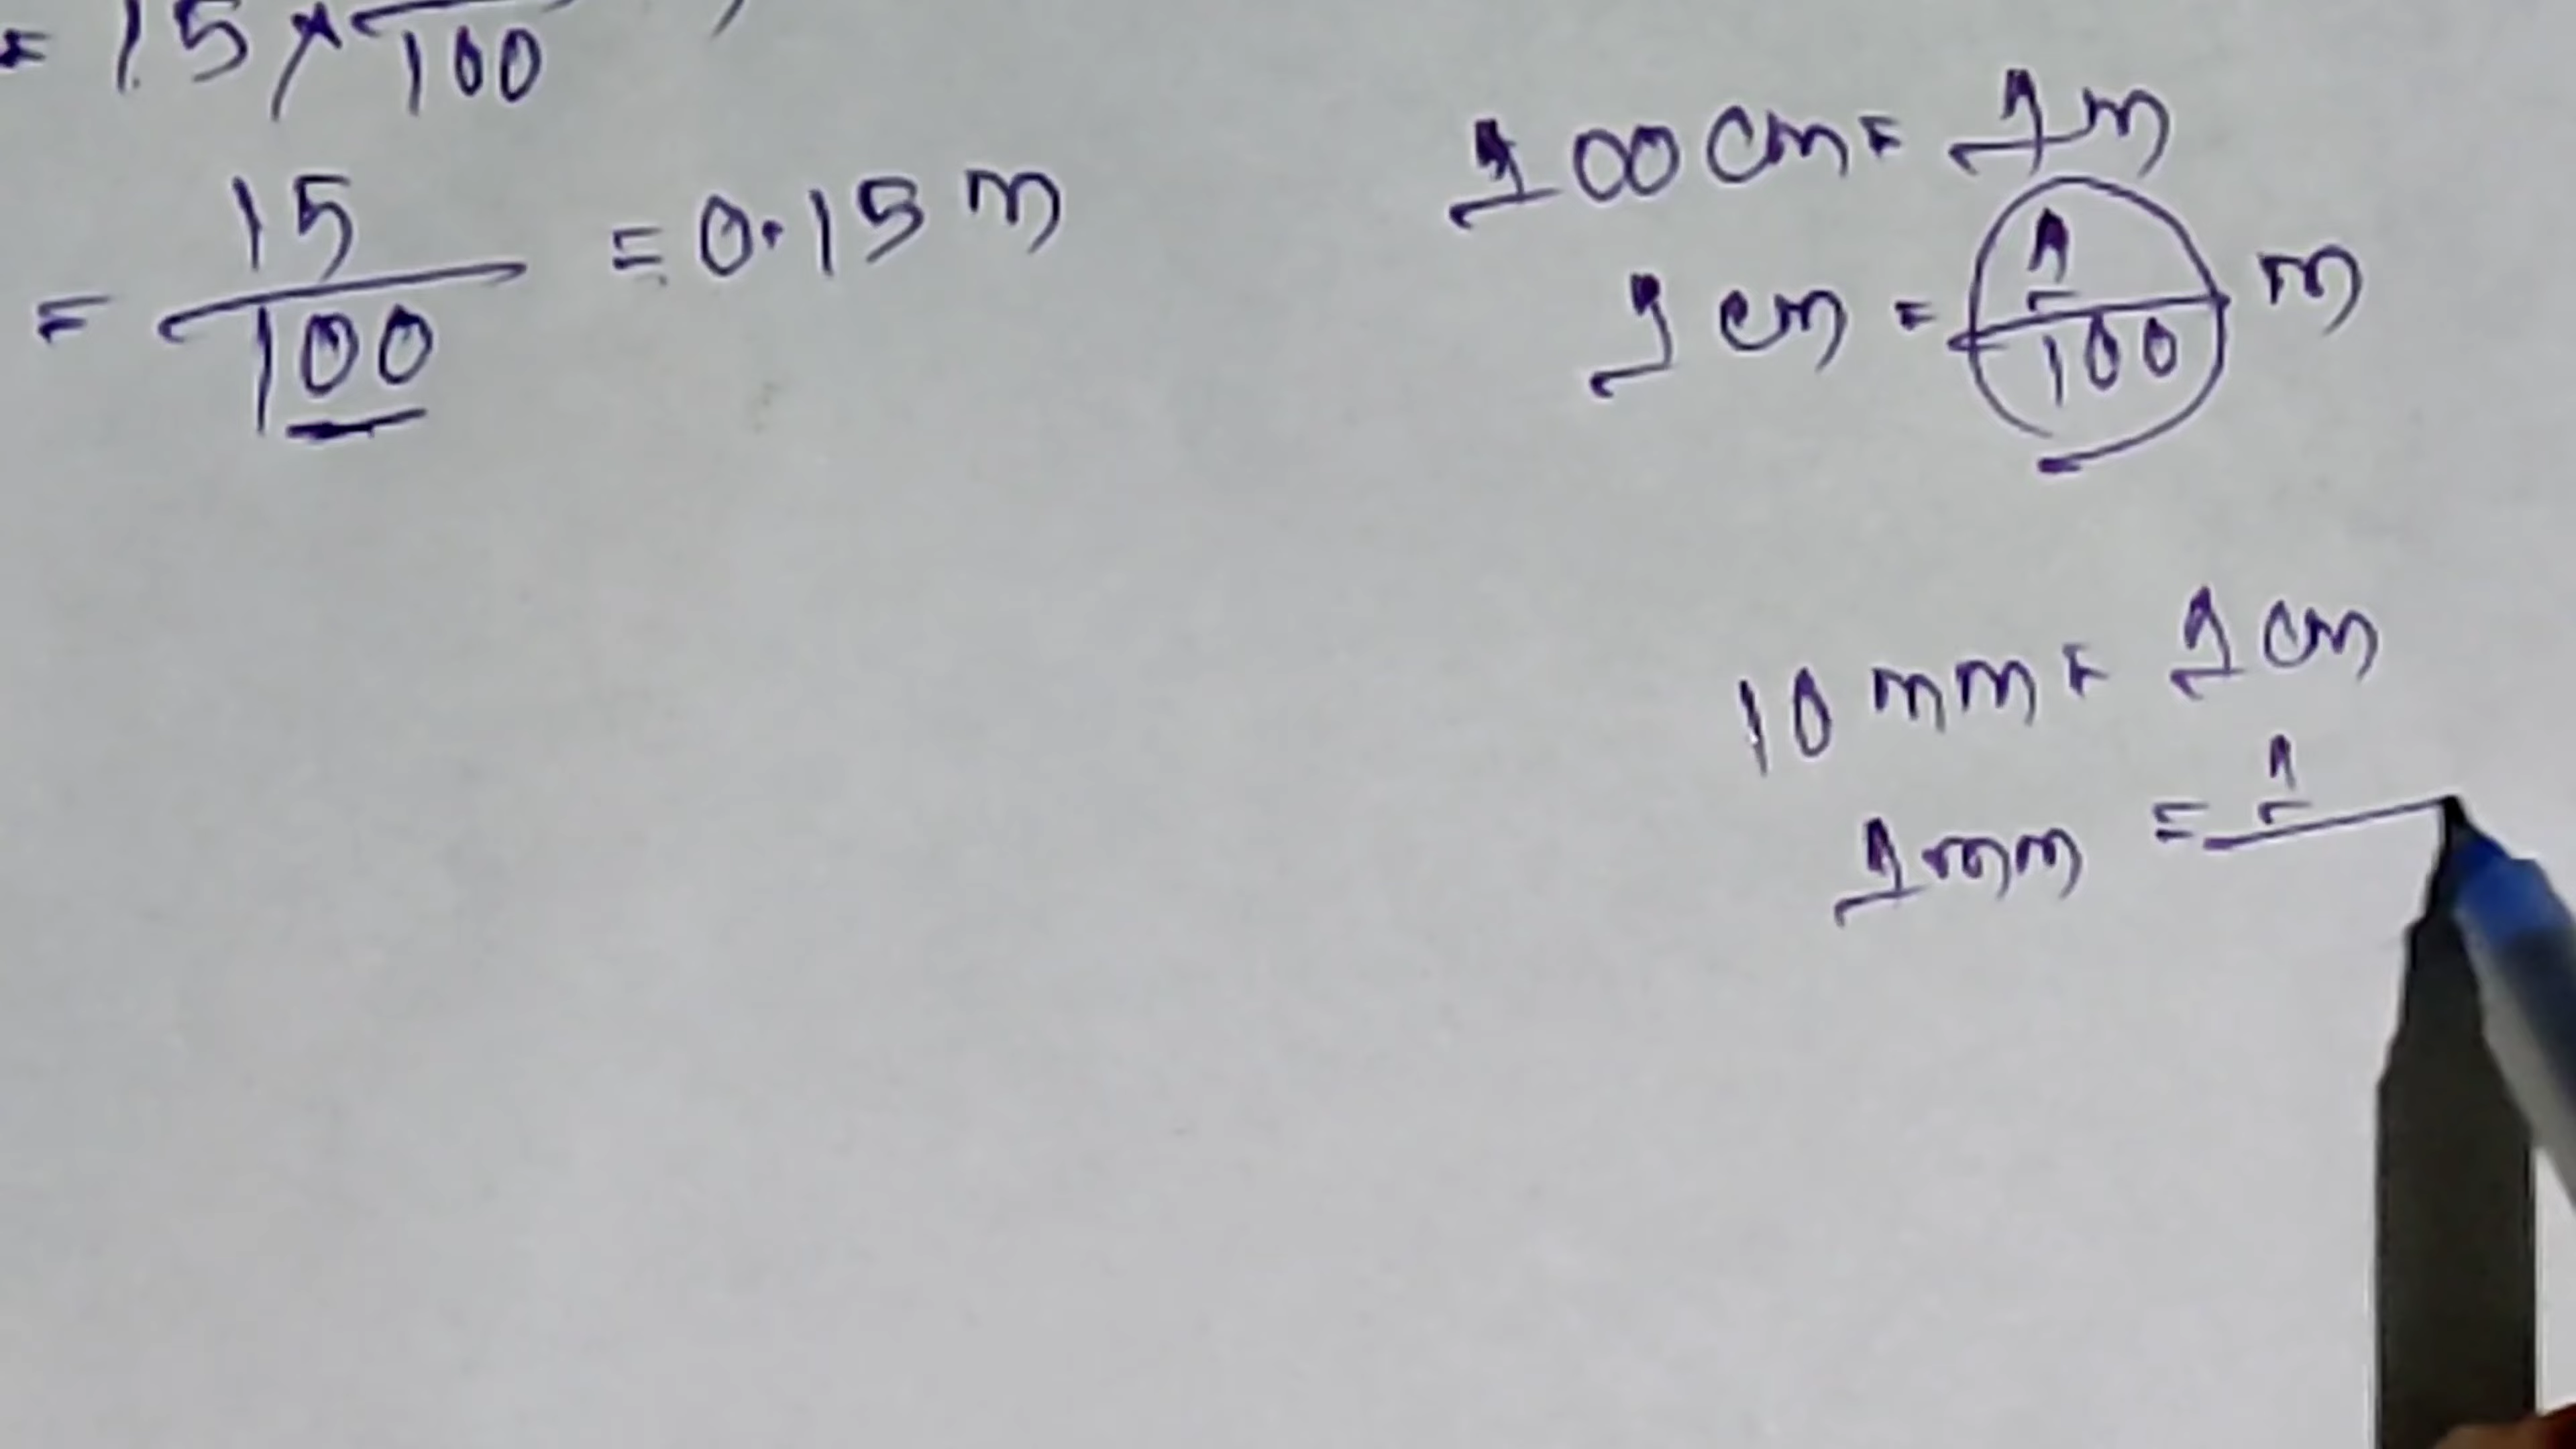 = 15 × /100
= 15/100 = 0.15 m
100 cm = 1 m
1 cm = 1/100 m
10 mm = 1 cm
1 mm = 1/